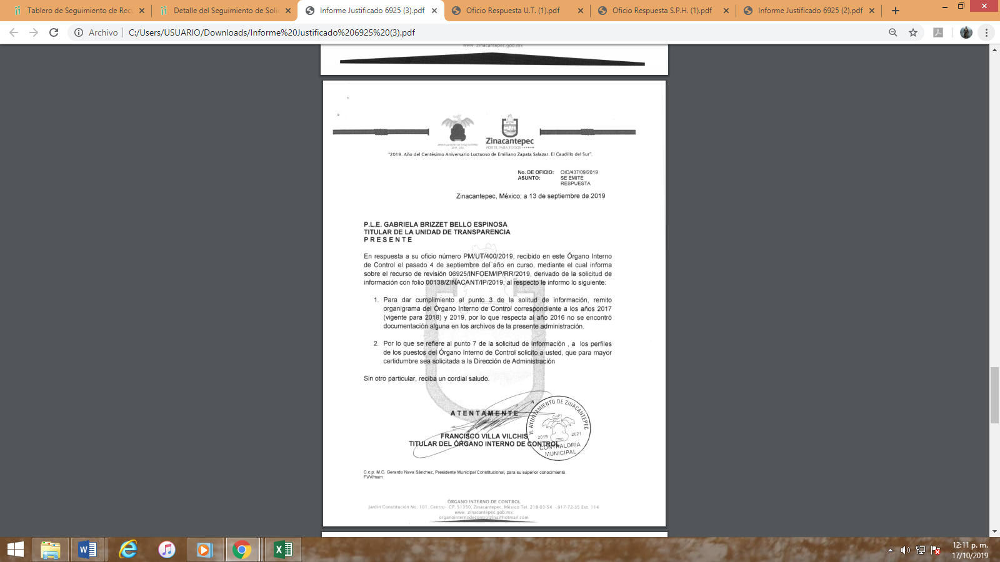 Tablero de Seguimiento de Recu
Detalle del Seguimiento de Solic
Informe Justificado 6925 (3).pdf
Oficio Respuesta U.T. (1).pdf
Oficio Respuesta S.P.H. (1).pdf
Informe Justificado 6925 (2).pdf
Archivo
C:/Users/USUARIO/Downloads/Informe%20Justificado%206925%20(3).pdf
www. zinacantepec.gob.mx
Zinacantepec
"2019. Año del Centésimo Aniversario Luctuoso de Emiliano Zapata Salazar. El Caudillo del Sur".
No. DE OFICIO: OIC/437/09/2019
ASUNTO: SE EMITE
RESPUESTA
Zinacantepec, México; a 13 de septiembre de 2019
P.L.E. GABRIELA BRIZZET BELLO ESPINOSA
TITULAR DE LA UNIDAD DE TRANSPARENCIA
P R E S E N T E
En respuesta a su oficio número PM/UT/400/2019, recibido en este Órgano Interno
de Control el pasado 4 de septiembre del año en curso, mediante el cual informa
sobre el recurso de revisión 06925/INFOEM/IP/RR/2019, derivado de la solicitud de
información con folio 00138/ZINACANT/IP/2019, al respecto le informo lo siguiente:
1. Para dar cumplimiento al punto 3 de la solitud de información, remito
organigrama del Órgano Interno de Control correspondiente a los años 2017
(vigente para 2018) y 2019, por lo que respecta al año 2016 no se encontró
documentación alguna en los archivos de la presente administración.
2. Por lo que se refiere al punto 7 de la solicitud de información , a los perfiles
de los puestos del Órgano Interno de Control solicito a usted, que para mayor
certidumbre sea solicitada a la Dirección de Administración
Sin otro particular, reciba un cordial saludo.
A T E N T A M E N T E
FRANCISCO VILLA VILCHIS
TITULAR DEL ÓRGANO INTERNO DE CONTROL
H. AYUNTAMIENTO DE ZINACANTEPEC
2019 2021
CONTRALORÍA
MUNICIPAL
C.c.p. M.C. Gerardo Nava Sánchez, Presidente Municipal Constitucional, para su superior conocimiento.
FVV/msm
ÓRGANO INTERNO DE CONTROL
Jardín Constitución No. 101, Centro· CP. 51350, Zinacantepec, México Tel. 218-03-54 - 917-72-35 Ext. 114
www. zinacantepec.gob.mx
organointernodecontrolzina@hotmail.com
12:11 p. m.
17/10/2019